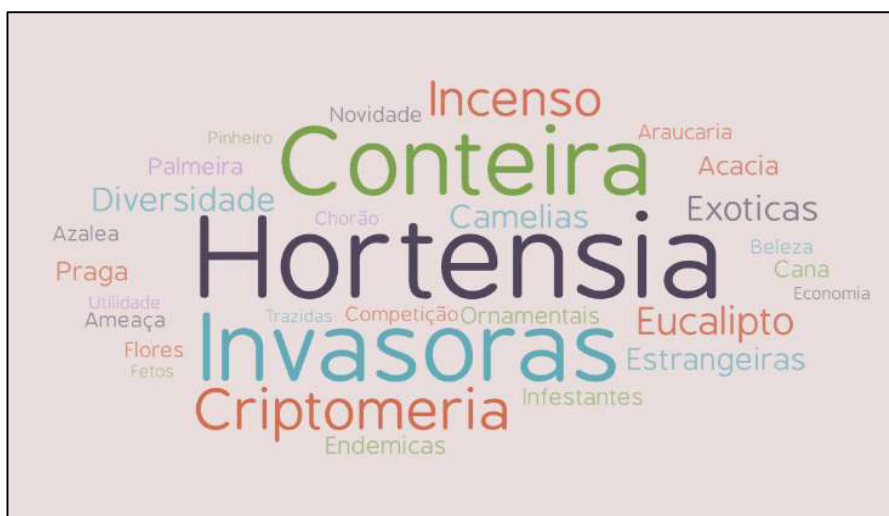 Incenso
Novidade
Pinheiro
Conteira
Araucaria
Palmeira
Acacia
Diversidade
Chorão
Camelias
Exoticas
Azalea
Hortensia
Beleza
Praga
Cana
Utilidade
Economia
Ameaça
Trazidas
Competição
Ornamentais
Eucalipto
Flores
Invasoras
Estrangeiras
Fetos
Criptomeria
Infestantes
Endemicas